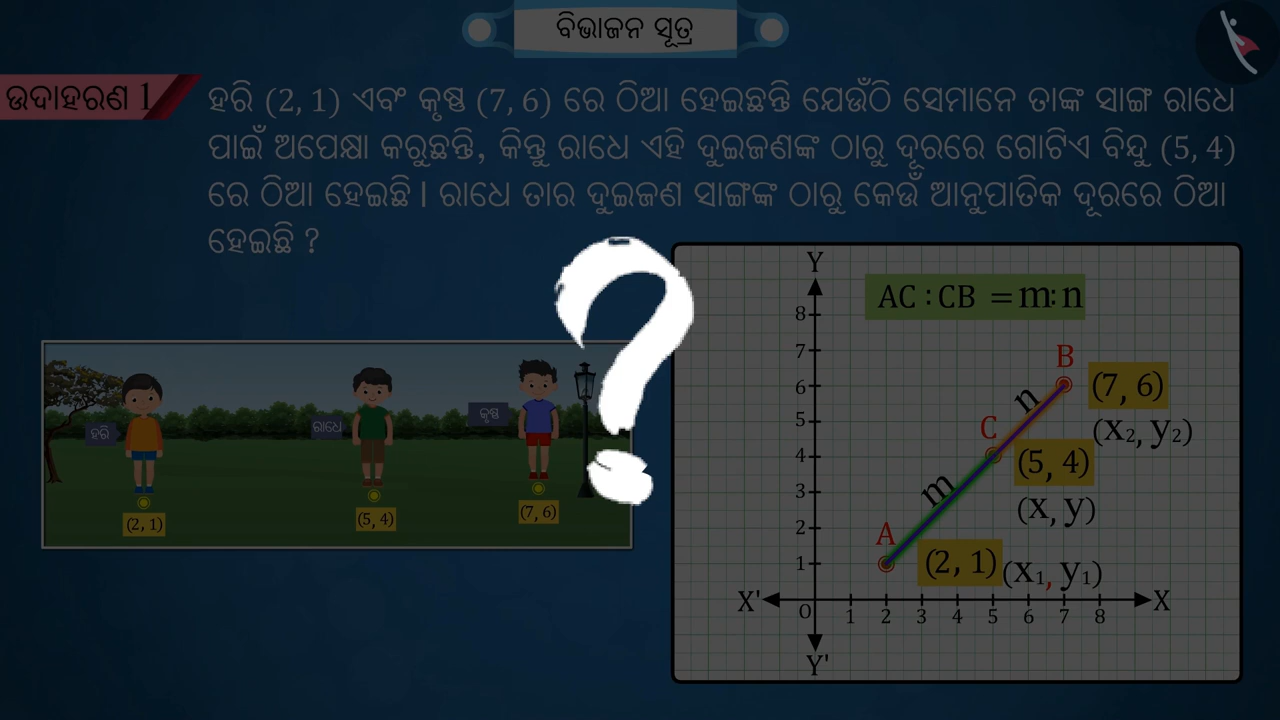 ବିଭାଜନ ସୂତ୍ର
ଉଦାହରଣ 1
ହରି (2, 1) ଏବଂ କୃଷ୍ଣ (7, 6) ରେ ଠିଆ ହେଇଛନ୍ତି ଯେଉଁଠି ସେମାନେ ତାଙ୍କ ସାଙ୍ଗ ରାଧେ
ପାଇଁ ଅପେକ୍ଷା କରୁଛନ୍ତି, କିନ୍ତୁ ରାଧେ ଏହି ଦୁଇଜଣଙ୍କ ଠାରୁ ଦୂରରେ ଗୋଟିଏ ବିନ୍ଦୁ (5, 4)
ରେ ଠିଆ ହେଇଛି । ରାଧେ ତାର ଦୁଇଜଣ ସାଙ୍ଗଙ୍କ ଠାରୁ କେଉଁ ଆନୁପାତିକ ଦୂରରେ ଠିଆ
ହେଇଛି ?
ହରି
ରାଧେ
କୃଷ୍ଣ
(2, 1)
(5, 4)
(7, 6)
?
Y
AC : CB = m:n
8
7
6
5
4
3
2
1
B
(7, 6)
(x₂, y₂)
n
C
(5, 4)
(x, y)
m
A
(2, 1)
(x₁, y₁)
X'
O
1 2 3 4 5 6 7 8
X
Y'